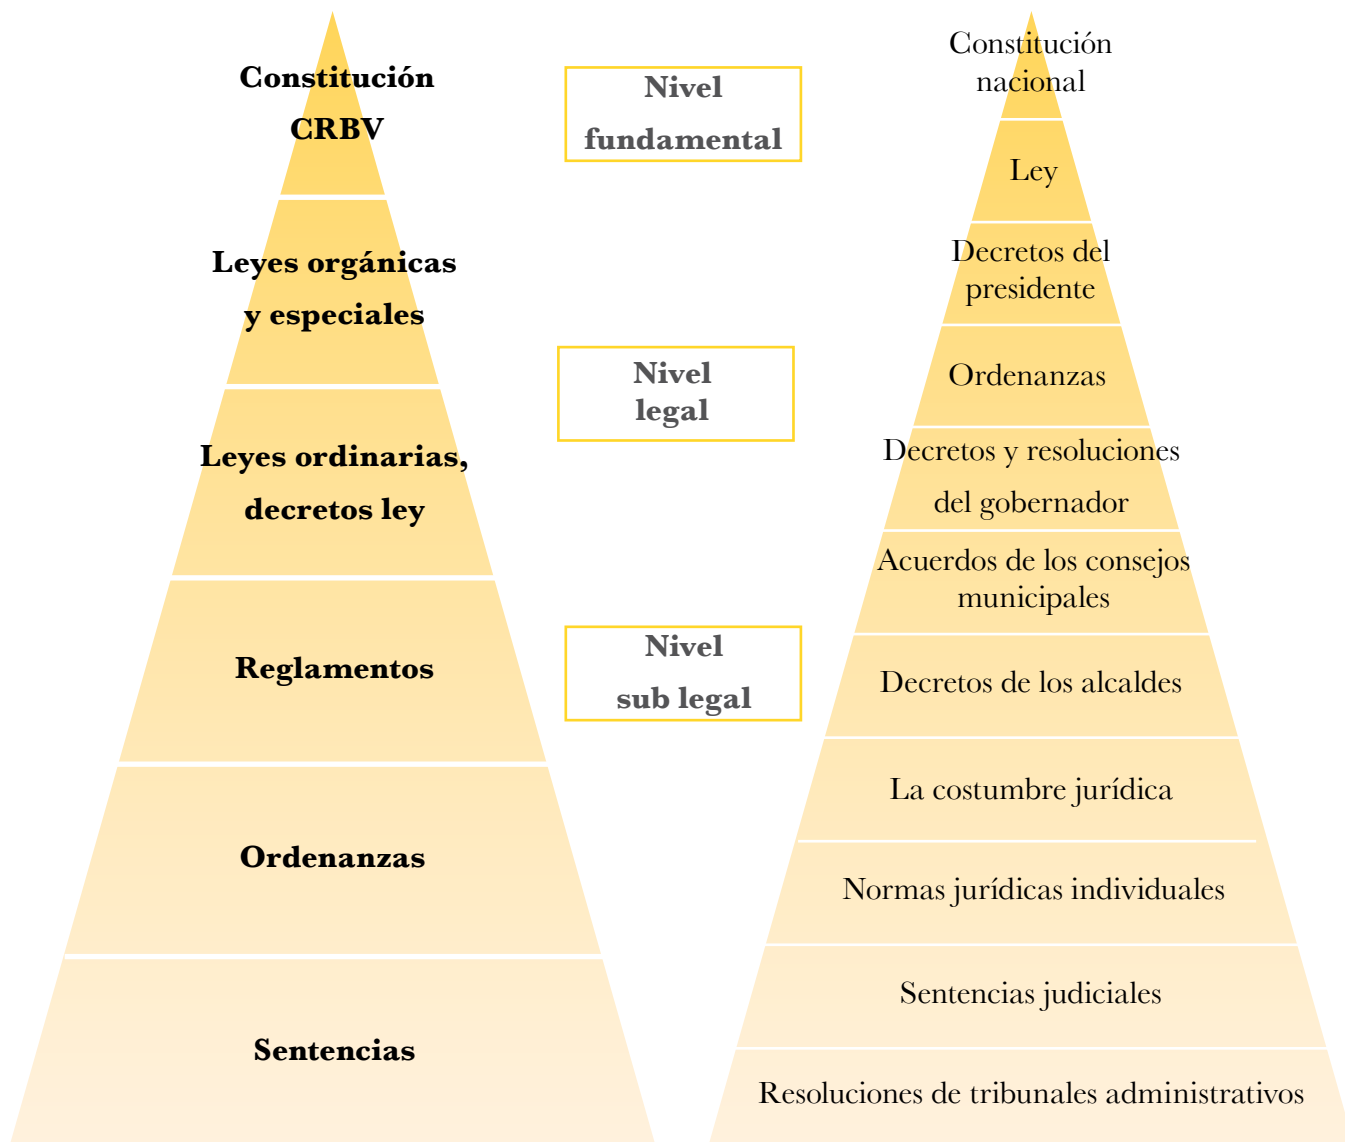 Constitución
CRBV
Leyes orgánicas
y especiales
Leyes ordinarias,
decretos ley
Reglamentos
Ordenanzas
Sentencias
Nivel
fundamental
Nivel
legal
Nivel
sub legal
Constitución
nacional
Ley
Decretos del
presidente
Ordenanzas
Decretos y resoluciones
del gobernador
Acuerdos de los consejos
municipales
Decretos de los alcaldes
La costumbre jurídica
Normas jurídicas individuales
Sentencias judiciales
Resoluciones de tribunales administrativos